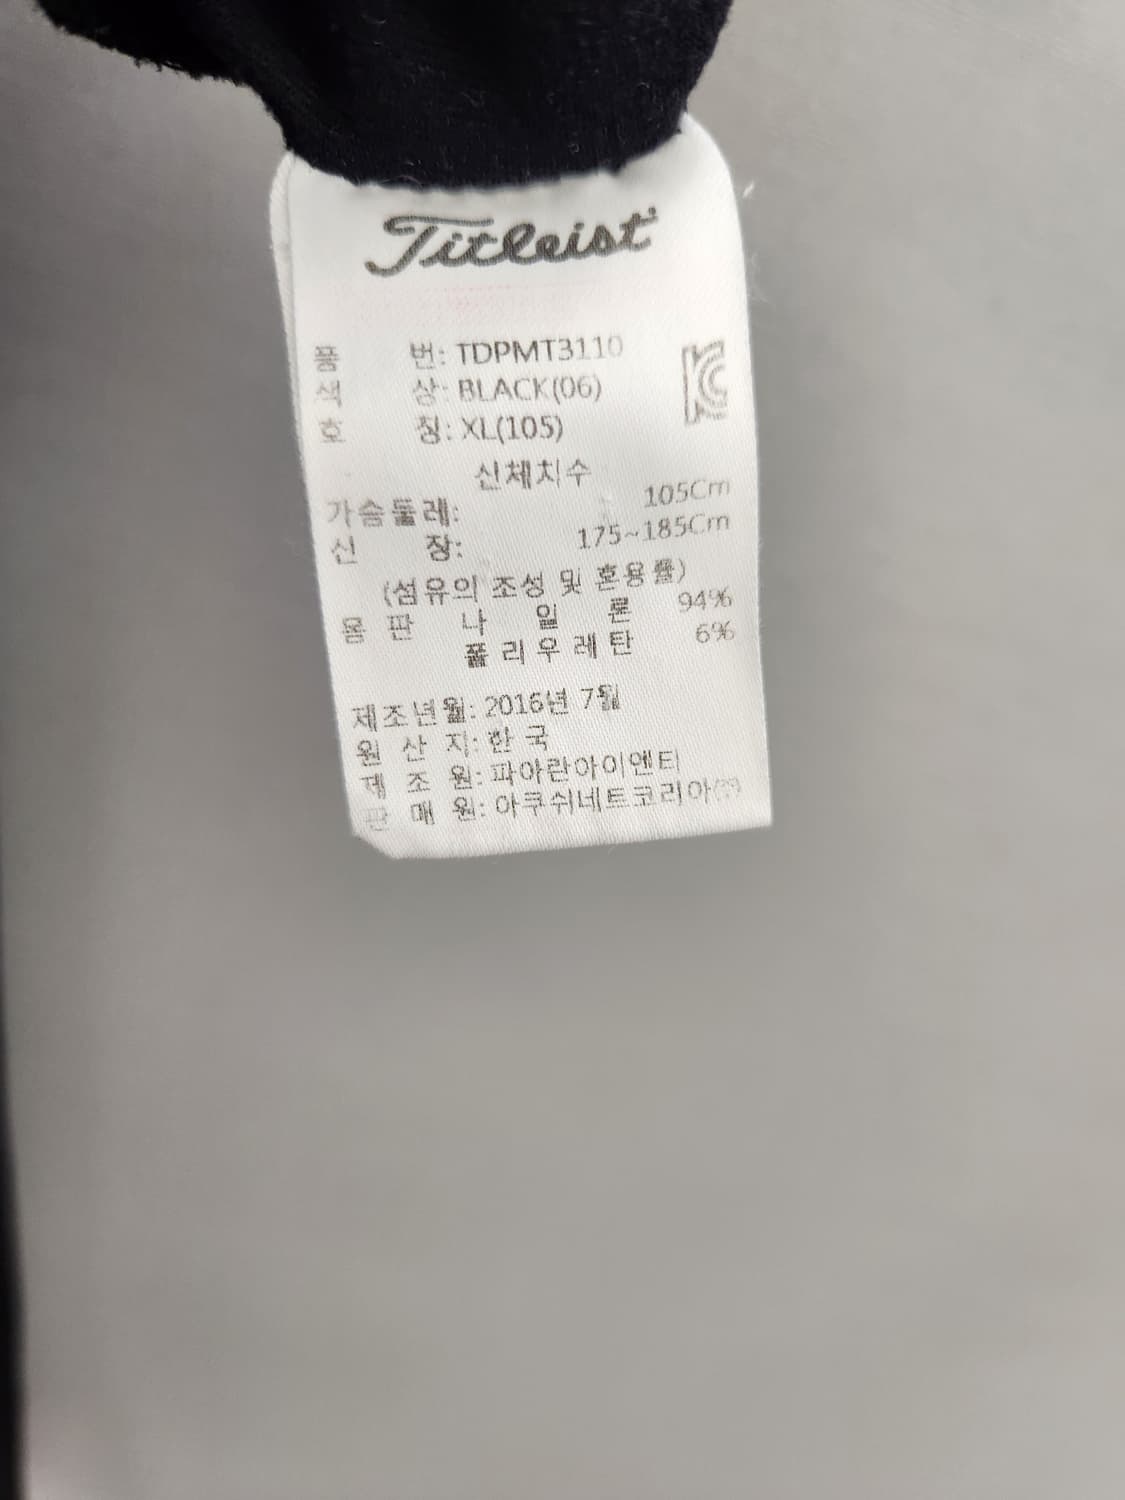 Titleist
품 번: TDPMT3110
색 상: BLACK(06)
호 칭: XL(105)
신체치수
가슴둘레: 105Cm
신 장: 175~185Cm
(섬유의 조성 및 혼용률)
몸 판 나 일 론 94%
폴리우레탄 6%
제조년월: 2016년 7월
원 산 지: 한 국
제 조 원: 파아란아이엔티
판 매 원: 아쿠쉬네트코리아㈜